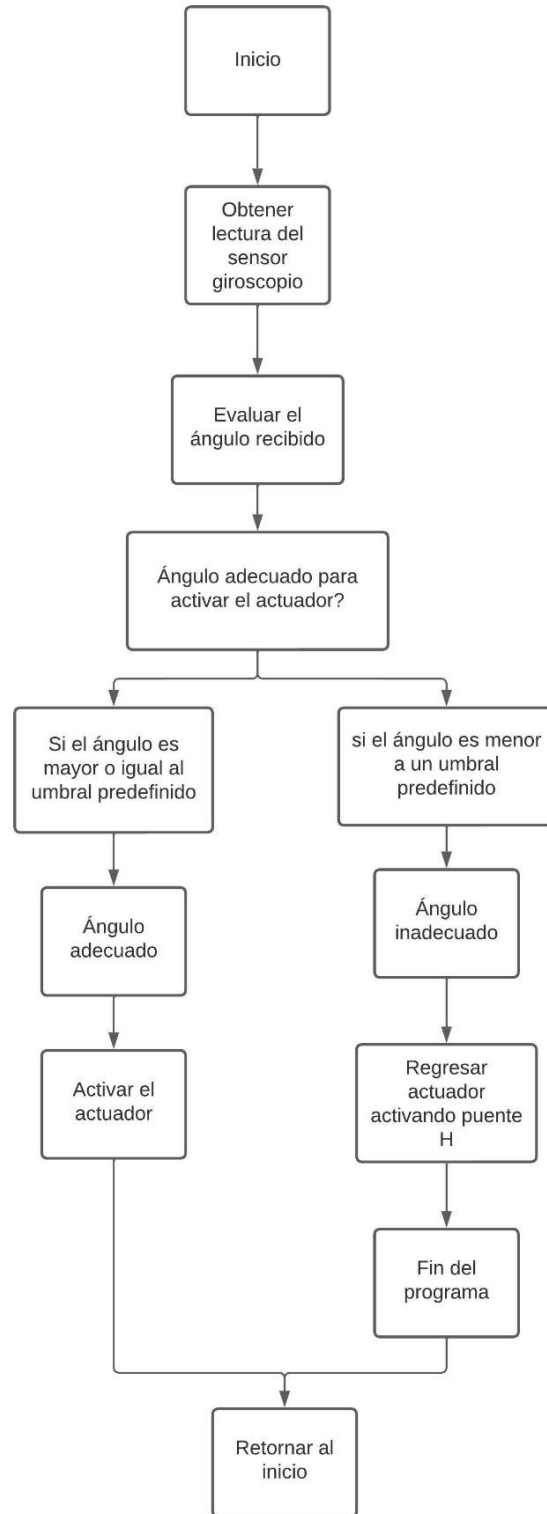 Inicio
Obtener
lectura del
sensor
giroscopio
Evaluar el
ángulo recibido
Ángulo adecuado para
activar el actuador?
Si el ángulo es
mayor o igual al
umbral predefinido
si el ángulo es menor
a un umbral
predefinido
Ángulo
adecuado
Ángulo
inadecuado
Activar el
actuador
Regresar
actuador
activando puente
H
Fin del
programa
Retornar al
inicio